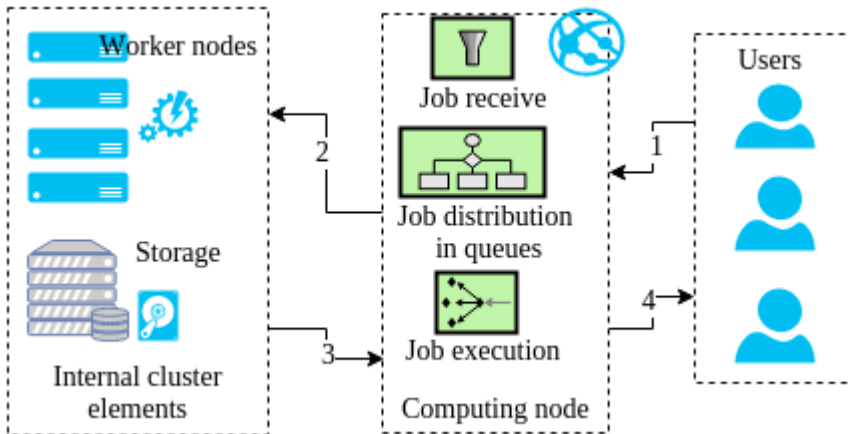 Worker nodes
Storage
Internal cluster
elements
2
3
Job receive
Job distribution
in queues
Job execution
Computing node
1
4
Users